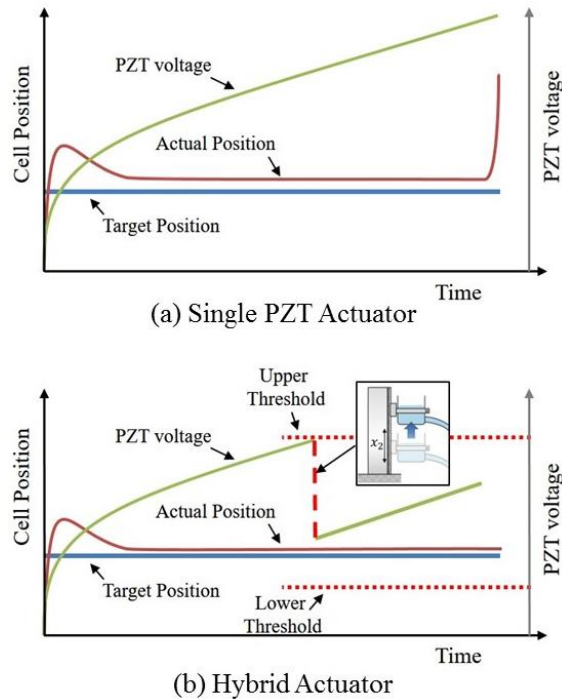 Cell Position
PZT voltage
Actual Position
Target Position
PZT voltage
Time
(a) Single PZT Actuator
Upper
Threshold
PZT voltage
x₂
Cell Position
Actual Position
Target Position
Lower
Threshold
PZT voltage
Time
(b) Hybrid Actuator